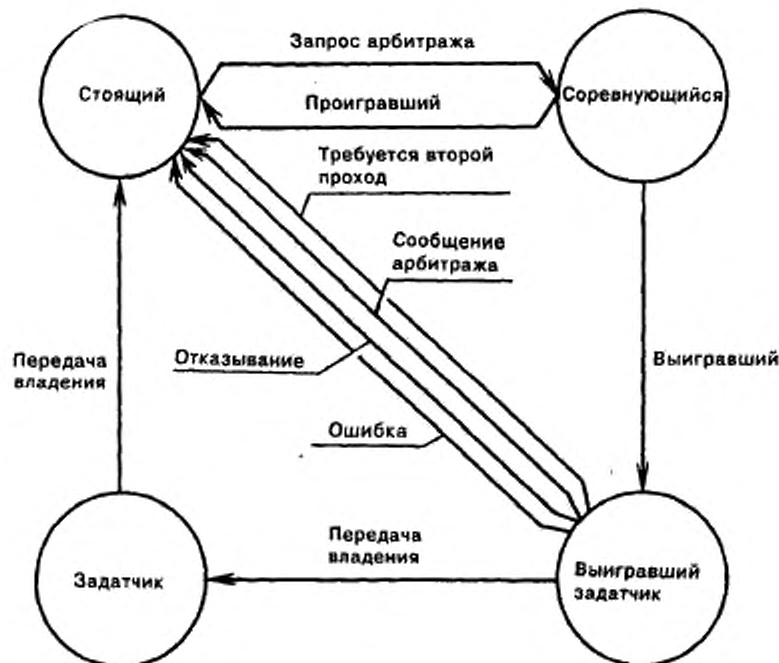 Запрос арбитража
Стоящий
Соревнующийся
Проигравший
Требуется второй
проход
Сообщение
арбитража
Передача
владения
Отказывание
Выигравший
Ошибка
Передача
владения
Задатчик
Выигравший
задатчик